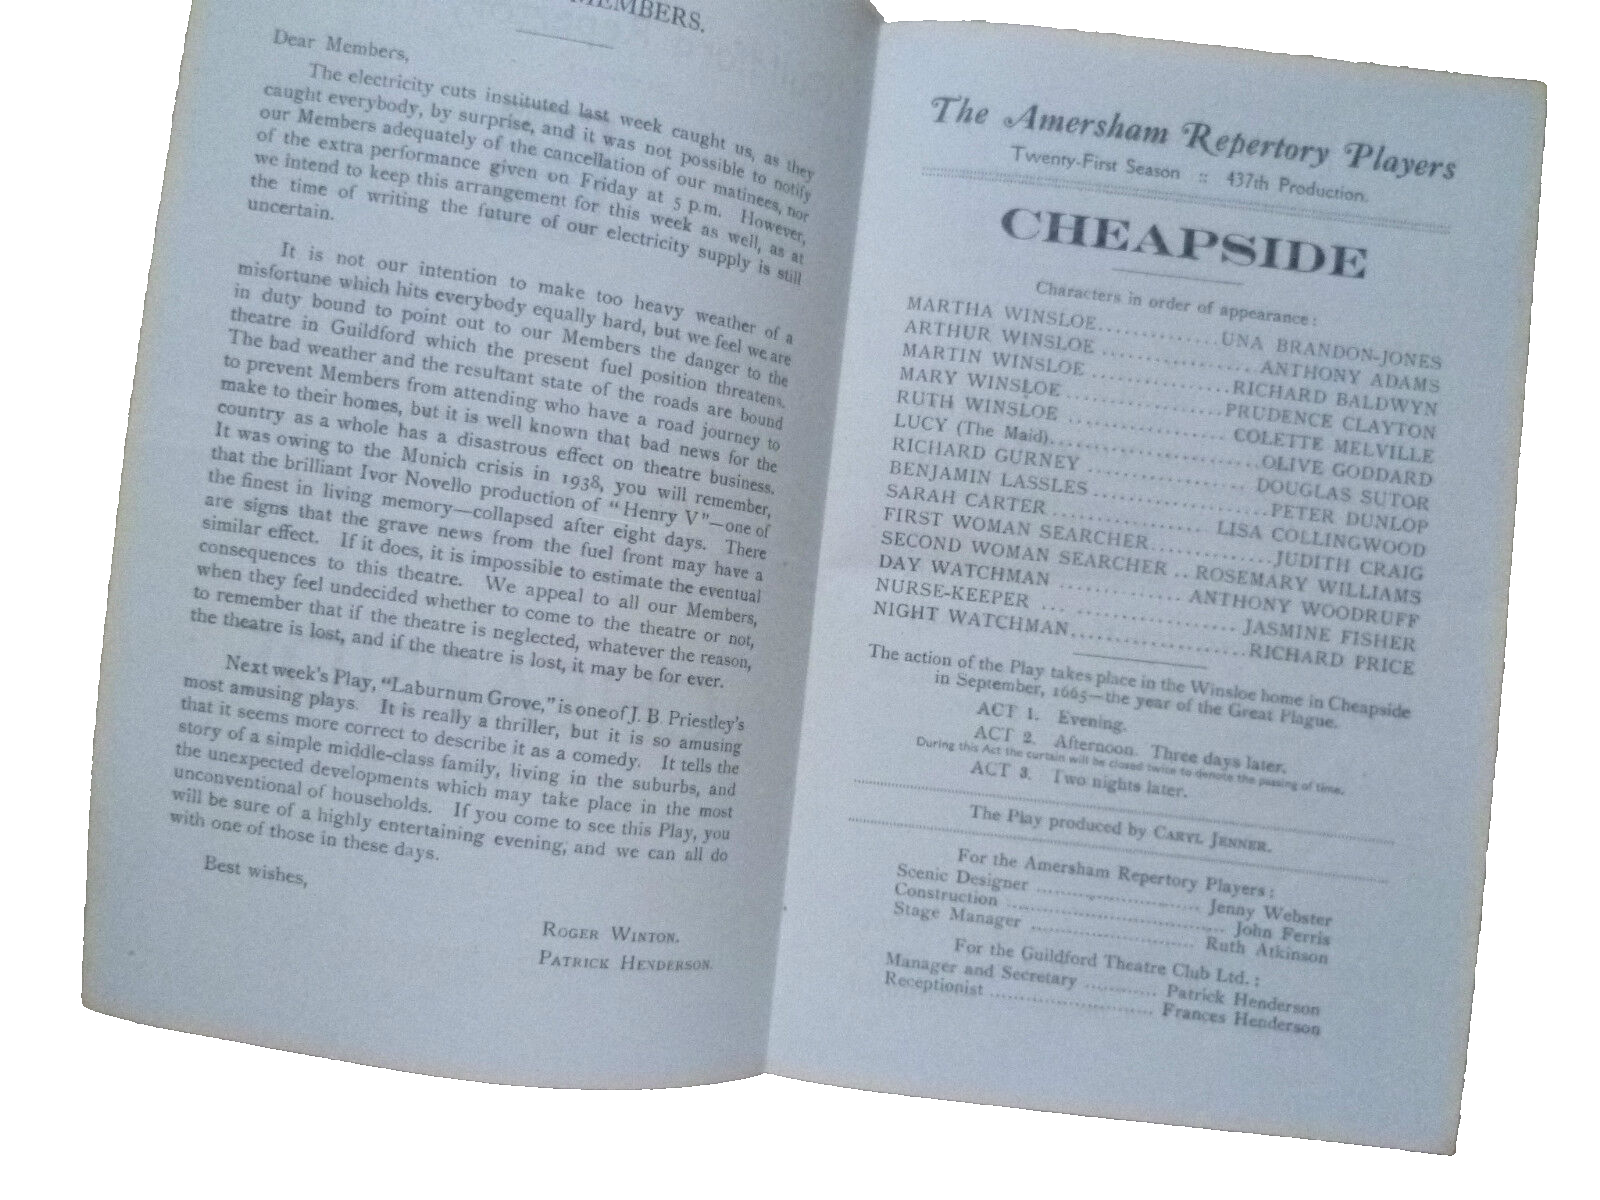 MEMBERS.
Dear Members,
The electricity cuts instituted last week caught us, as they
caught everybody, by surprise, and it was not possible to notify
our Members adequately of the cancellation of our matinees, nor
of the extra performance given on Friday at 5 p.m. However,
we intend to keep this arrangement for this week as well, as at
the time of writing the future of our electricity supply is still
uncertain.
It is not our intention to make too heavy weather of a
misfortune which hits everybody equally hard, but we feel we are
in duty bound to point out to our Members the danger to the
theatre in Guildford which the present fuel position threatens.
The bad weather and the resultant state of the roads are bound
to prevent Members from attending who have a road journey to
make to their homes, but it is well known that bad news for the
country as a whole has a disastrous effect on theatre business.
It was owing to the Munich crisis in 1938, you will remember,
that the brilliant Ivor Novello production of "Henry V"—one of
the finest in living memory—collapsed after eight days. There
are signs that the grave news from the fuel front may have a
similar effect. If it does, it is impossible to estimate the eventual
consequences to this theatre. We appeal to all our Members,
when they feel undecided whether to come to the theatre or not,
to remember that if the theatre is neglected, whatever the reason,
the theatre is lost, and if the theatre is lost, it may be for ever.
Next week's Play, "Laburnum Grove," is one of J. B. Priestley's
most amusing plays. It is really a thriller, but it is so amusing
that it seems more correct to describe it as a comedy. It tells the
story of a simple middle-class family, living in the suburbs, and
the unexpected developments which may take place in the most
unconventional of households. If you come to see this Play, you
will be sure of a highly entertaining evening, and we can all do
with one of those in these days.
Best wishes,
ROGER WINTON.
PATRICK HENDERSON.
The Amersham Repertory Players
Twenty-First Season :: 437th Production.
CHEAPSIDE
Characters in order of appearance:
MARTHA WINSLOE............UNA BRANDON-JONES
ARTHUR WINSLOE ................ANTHONY ADAMS
MARTIN WINSLOE ..............RICHARD BALDWYN
MARY WINSLOE ................PRUDENCE CLAYTON
RUTH WINSLOE ................COLETTE MELVILLE
LUCY (The Maid).....................OLIVE GODDARD
RICHARD GURNEY ................DOUGLAS SUTOR
BENJAMIN LASSLES ..................PETER DUNLOP
SARAH CARTER ................LISA COLLINGWOOD
FIRST WOMAN SEARCHER............JUDITH CRAIG
SECOND WOMAN SEARCHER ..ROSEMARY WILLIAMS
DAY WATCHMAN ............ANTHONY WOODRUFF
NURSE-KEEPER ... ................JASMINE FISHER
NIGHT WATCHMAN..................RICHARD PRICE
The action of the Play takes place in the Winsloe home in Cheapside
in September, 1665—the year of the Great Plague.
ACT 1. Evening.
ACT 2. Afternoon. Three days later.
During this Act the curtain will be closed twice to denote the passing of time.
ACT 3. Two nights later.
The Play produced by CARYL JENNER.
For the Amersham Repertory Players:
Scenic Designer .............................. Jenny Webster
Construction ........................................ John Ferris
Stage Manager .............................. Ruth Atkinson
For the Guildford Theatre Club Ltd.:
Manager and Secretary ............ Patrick Henderson
Receptionist .............................. Frances Henderson